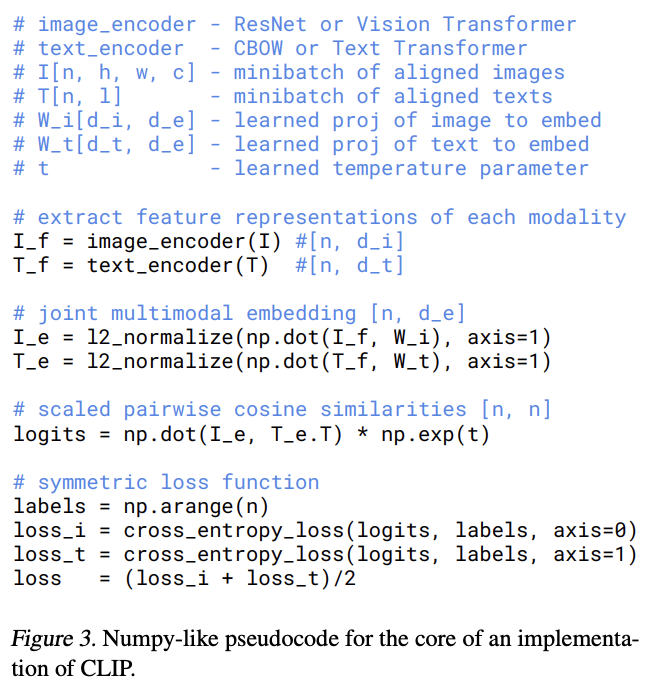 # image_encoder - ResNet or Vision Transformer
# text_encoder  - CBOW or Text Transformer
# I[n, h, w, c] - minibatch of aligned images
# T[n, l]       - minibatch of aligned texts
# W_i[d_i, d_e] - learned proj of image to embed
# W_t[d_t, d_e] - learned proj of text to embed
# t             - learned temperature parameter
# extract feature representations of each modality
I_f = image_encoder(I) #[n, d_i]
T_f = text_encoder(T)  #[n, d_t]
# joint multimodal embedding [n, d_e]
I_e = l2_normalize(np.dot(I_f, W_i), axis=1)
T_e = l2_normalize(np.dot(T_f, W_t), axis=1)
# scaled pairwise cosine similarities [n, n]
logits = np.dot(I_e, T_e.T) * np.exp(t)
# symmetric loss function
labels = np.arange(n)
loss_i = cross_entropy_loss(logits, labels, axis=0)
loss_t = cross_entropy_loss(logits, labels, axis=1)
loss   = (loss_i + loss_t)/2
Figure 3. Numpy-like pseudocode for the core of an implementa-
tion of CLIP.